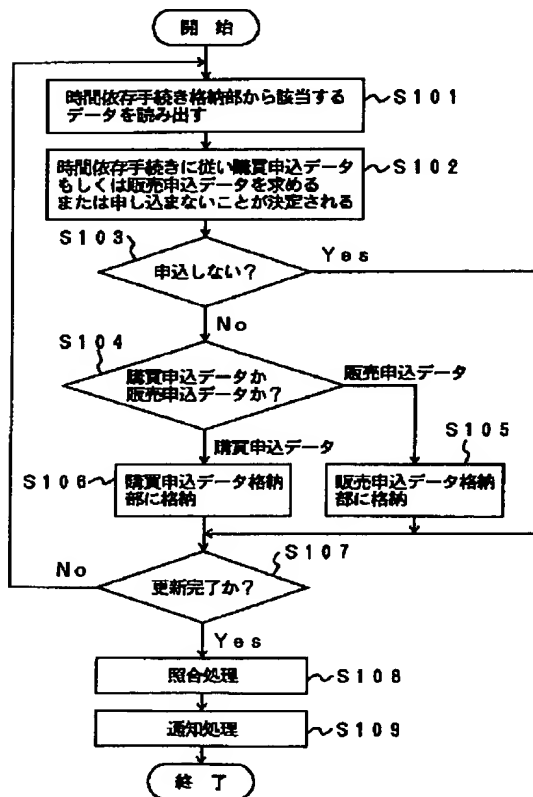 開 始
時間依存手続き格納部から該当する
データを読み出す
S101
時間依存手続きに従い購買申込データ
もしくは販売申込データを求める
または申し込まないことが決定される
S102
S103
申込しない?
Yes
No
S104
購買申込データか
販売申込データか?
販売申込データ
購買申込データ
S105
S106
購買申込データ格納
部に格納
販売申込データ格納
部に格納
S107
No
更新完了か?
Yes
照合処理
S108
通知処理
S109
終 了